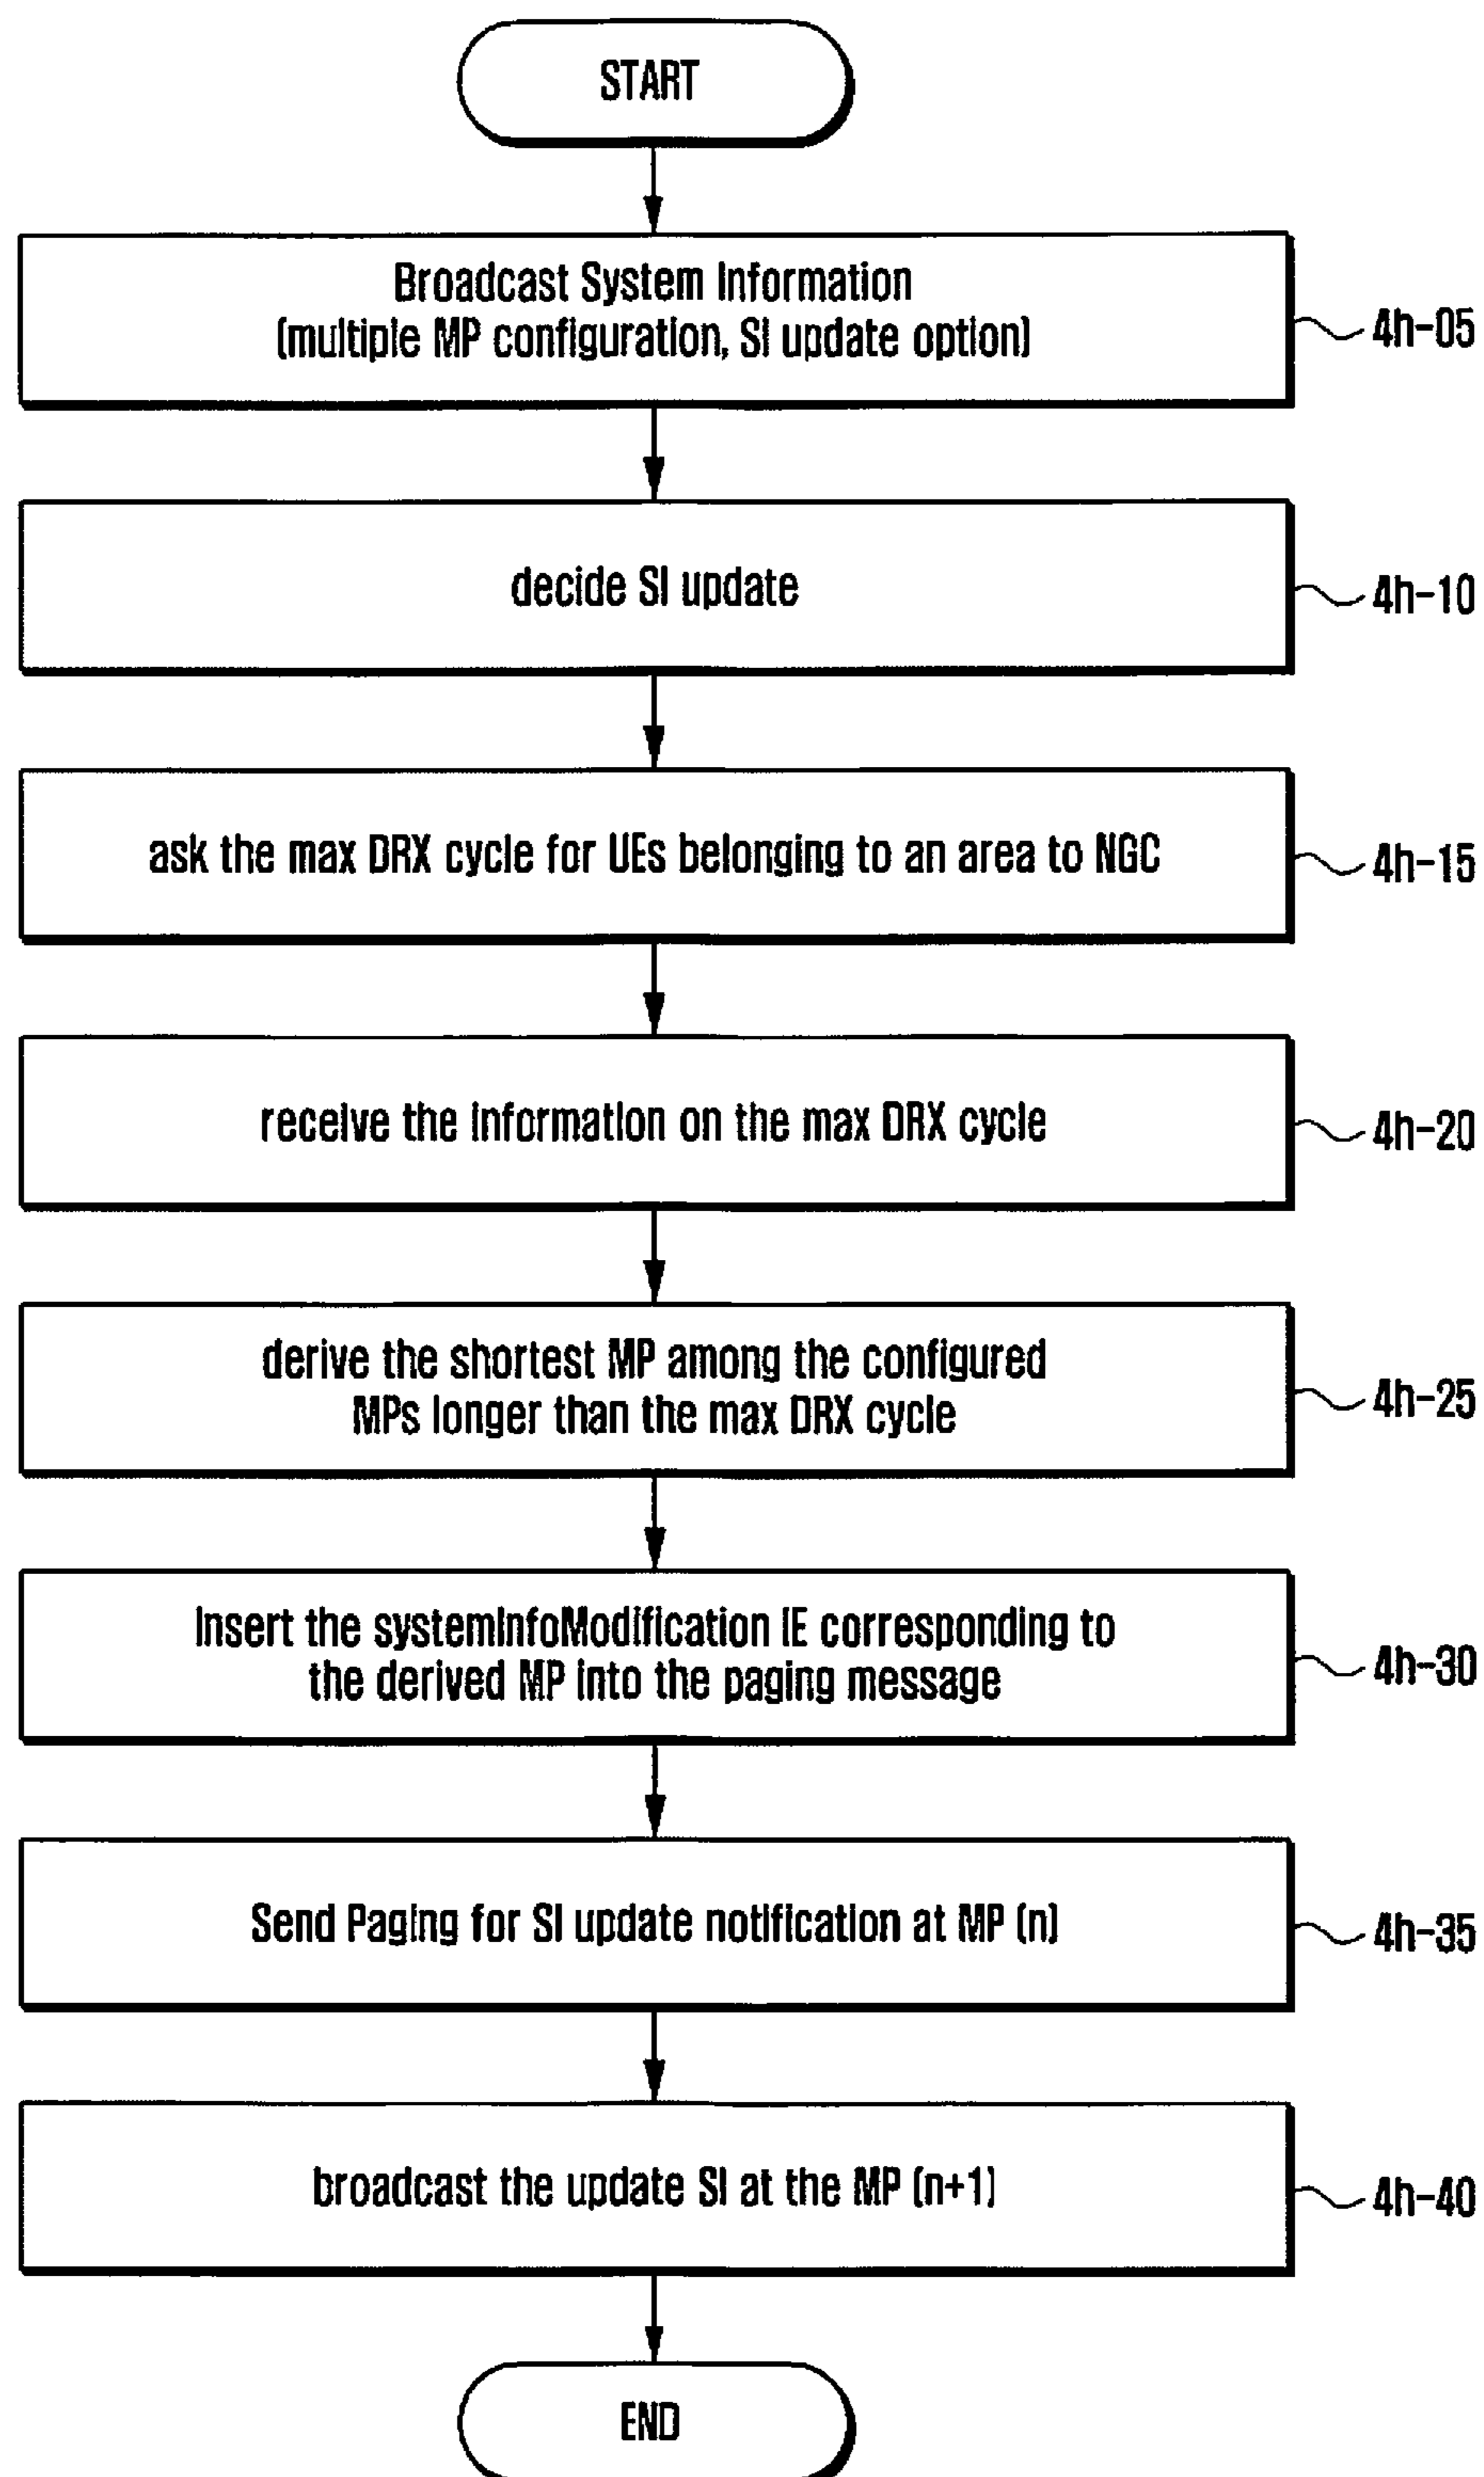 START
Broadcast System Information
(multiple MP configuration, SI update option)
4h-05
decide SI update
4h-10
ask the max DRX cycle for UEs belonging to an area to NGC
4h-15
receive the information on the max DRX cycle
4h-20
derive the shortest MP among the configured
MPs longer than the max DRX cycle
4h-25
Insert the systemInfoModification IE corresponding to
the derived MP into the paging message
4h-30
Send Paging for SI update notification at MP (n)
4h-35
broadcast the update SI at the MP (n+1)
4h-40
END